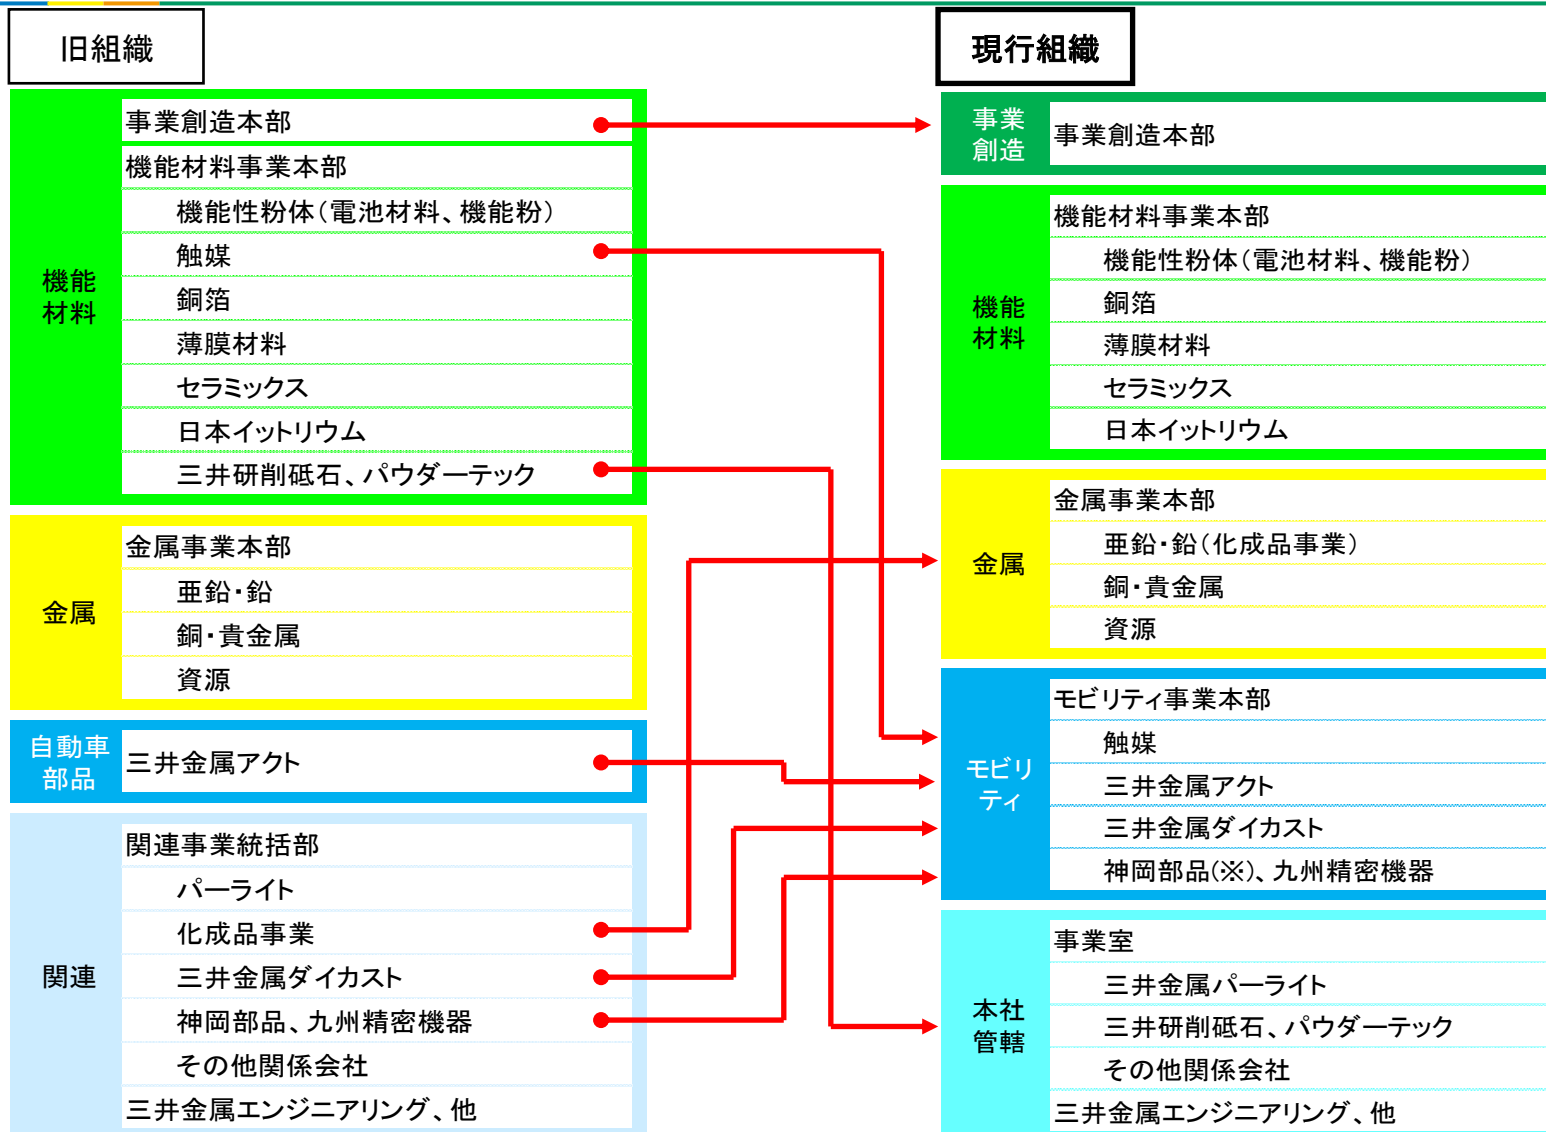 旧組織
機能
材料
事業創造本部
機能材料事業本部
機能性粉体（電池材料、機能粉）
触媒
銅箔
薄膜材料
セラミックス
日本イットリウム
三井研削砥石、パウダーテック
金属
金属事業本部
亜鉛・鉛
銅・貴金属
資源
自動車
部品
三井金属アクト
関連
関連事業統括部
パーライト
化成品事業
三井金属ダイカスト
神岡部品、九州精密機器
その他関係会社
三井金属エンジニアリング、他
現行組織
事業
創造
事業創造本部
機能
材料
機能材料事業本部
機能性粉体（電池材料、機能粉）
銅箔
薄膜材料
セラミックス
日本イットリウム
金属
金属事業本部
亜鉛・鉛（化成品事業）
銅・貴金属
資源
モビリ
ティ
モビリティ事業本部
触媒
三井金属アクト
三井金属ダイカスト
神岡部品(※)、九州精密機器
本社
管轄
事業室
三井金属パーライト
三井研削砥石、パウダーテック
その他関係会社
三井金属エンジニアリング、他